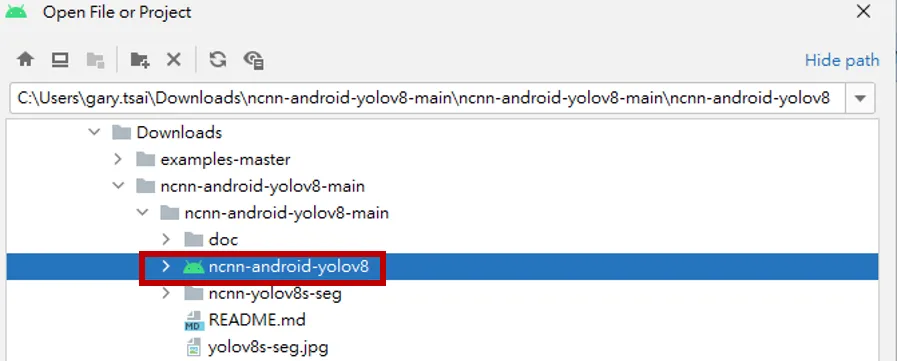 Open File or Project
Hide path
C:\Users\gary.tsai\Downloads\ncnn-android-yolov8-main\ncnn-android-yolov8-main\ncnn-android-yolov8
Downloads
examples-master
ncnn-android-yolov8-main
ncnn-android-yolov8-main
doc
ncnn-android-yolov8
ncnn-yolov8s-seg
MD README.md
yolov8s-seg.jpg